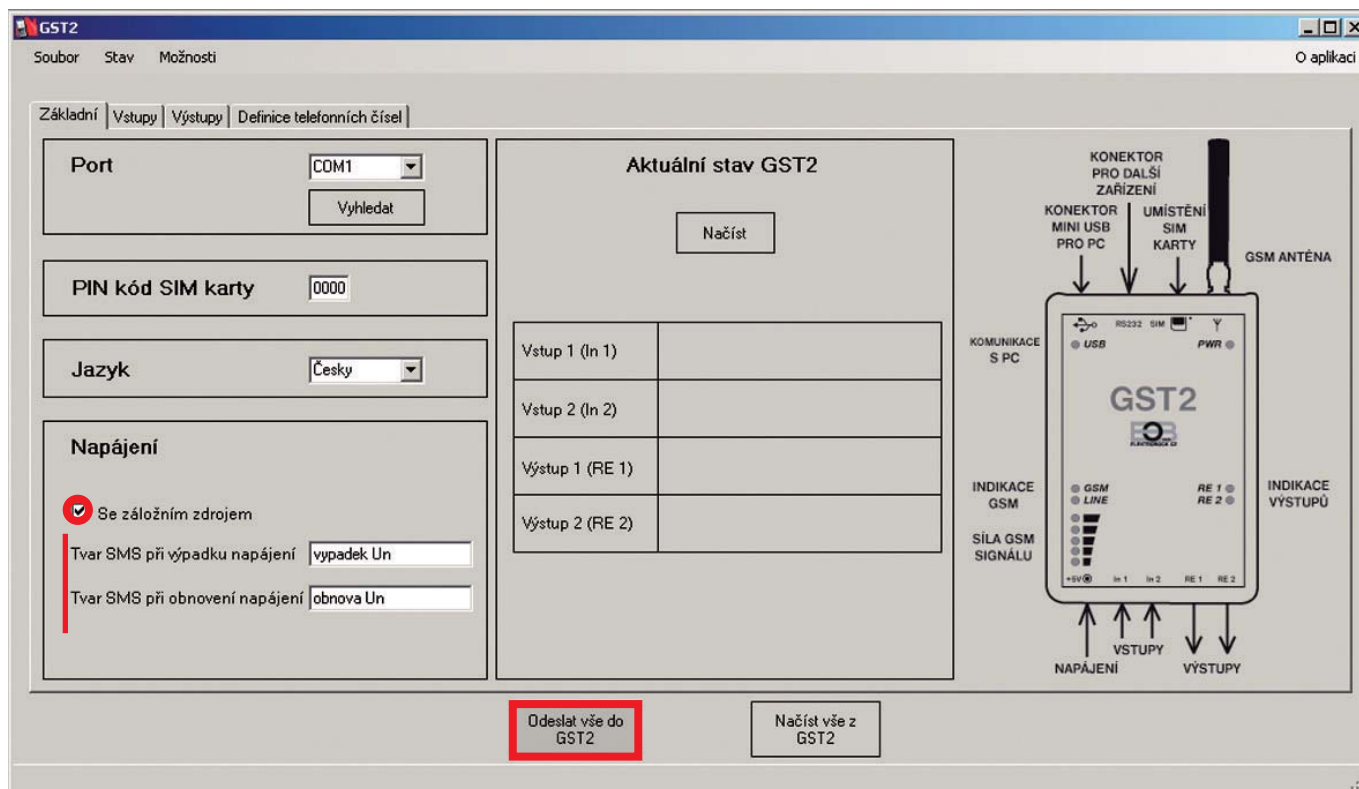 GST2
Soubor Stav Možnosti O aplikaci
Základní Vstupy Výstupy Definice telefonních čísel
Port
COM1
Vyhledat
PIN kód SIM karty
0000
Jazyk
Česky
Napájení
Se záložním zdrojem
Tvar SMS při výpadku napájení
vypadek Un
Tvar SMS při obnovení napájení
obnova Un
Aktuální stav GST2
Načíst
Vstup 1 (In 1)
Vstup 2 (In 2)
Výstup 1 (RE 1)
Výstup 2 (RE 2)
KONEKTOR
PRO DALŠÍ
ZAŘÍZENÍ
KONEKTOR
MINI USB
PRO PC
UMÍSTĚNÍ
SIM
KARTY
GSM ANTÉNA
RS232 SIM
KOMUNIKACE
S PC
USB
PWR
GST2
ELEKTROBOCK CZ
INDIKACE
GSM
GSM
LINE
RE 1
RE 2
INDIKACE
VÝSTUPŮ
SÍLA GSM
SIGNÁLU
+5V In 1 In 2 RE 1 RE 2
NAPÁJENÍ
VSTUPY
VÝSTUPY
Odeslat vše do
GST2
Načíst vše z
GST2